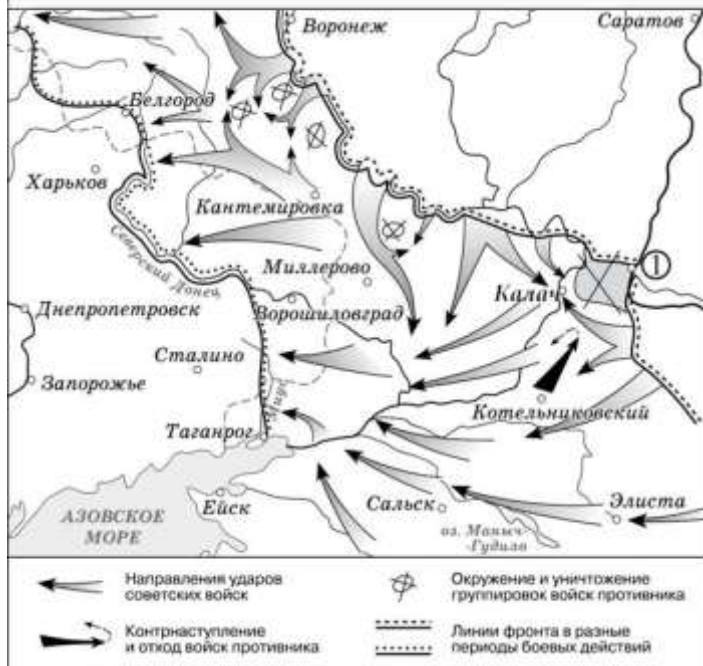 Воронеж
Саратов
Белгород
Харьков
Кантемировка
Северский Донец
Миллерово
Калач
1
Днепропетровск
Ворошиловград
Сталино
Запорожье
Миус
Котельниковский
Таганрог
Ейск
Сальск
Элиста
АЗОВСКОЕ
МОРЕ
оз. Маныч-
-Гудило
Направления ударов
советских войск
Окружение и уничтожение
группировок войск противника
Контрнаступление
и отход войск противника
Линии фронта в разные
периоды боевых действий